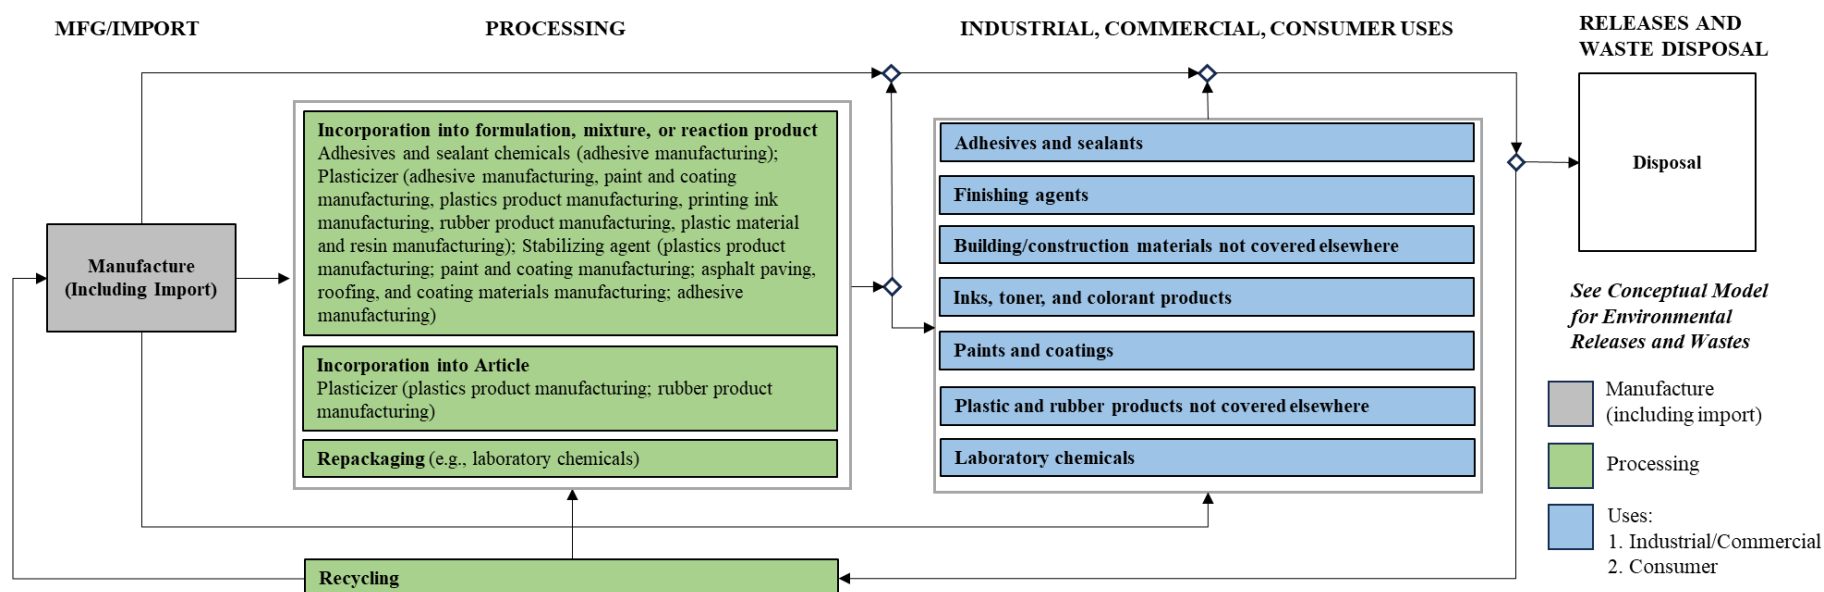 MFG/IMPORT
PROCESSING
INDUSTRIAL, COMMERCIAL, CONSUMER USES
RELEASES AND
WASTE DISPOSAL
Manufacture
(Including Import)
Incorporation into formulation, mixture, or reaction product
Adhesives and sealant chemicals (adhesive manufacturing);
Plasticizer (adhesive manufacturing, paint and coating
manufacturing, plastics product manufacturing, printing ink
manufacturing, rubber product manufacturing, plastic material
and resin manufacturing); Stabilizing agent (plastics product
manufacturing; paint and coating manufacturing; asphalt paving,
roofing, and coating materials manufacturing; adhesive
manufacturing)
Incorporation into Article
Plasticizer (plastics product manufacturing; rubber product
manufacturing)
Repackaging (e.g., laboratory chemicals)
Recycling
Adhesives and sealants
Finishing agents
Building/construction materials not covered elsewhere
Inks, toner, and colorant products
Paints and coatings
Plastic and rubber products not covered elsewhere
Laboratory chemicals
Disposal
See Conceptual Model
for Environmental
Releases and Wastes
Manufacture
(including import)
Processing
Uses:
1. Industrial/Commercial
2. Consumer